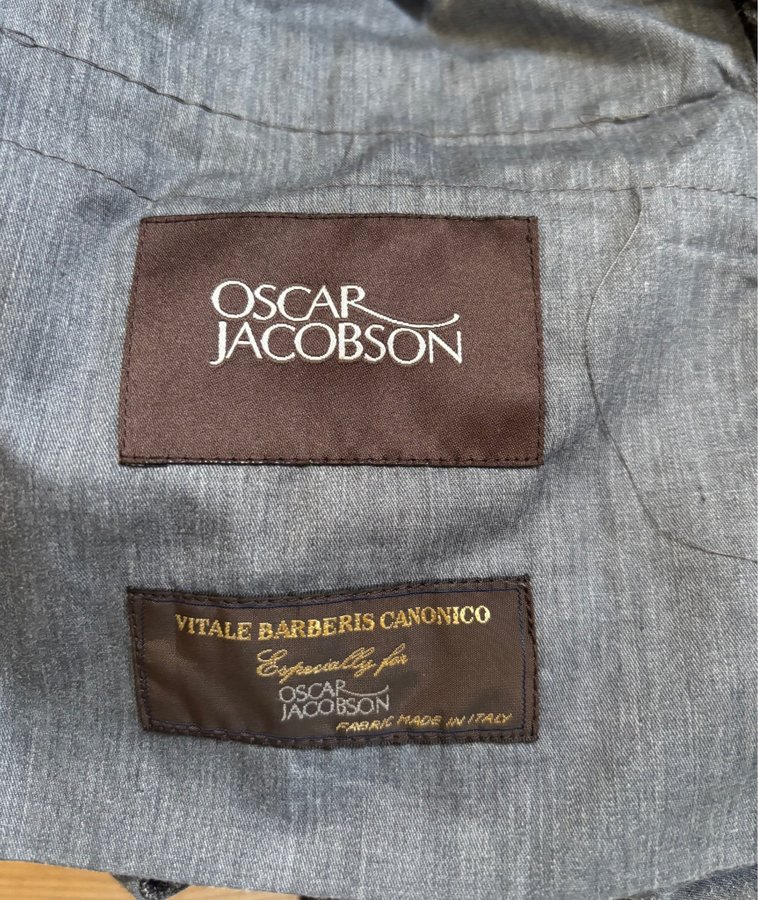 OSCAR
JACOBSON
VITALE BARBERIS CANONICO
Especially for
OSCAR
JACOBSON
FABRIC MADE IN ITALY